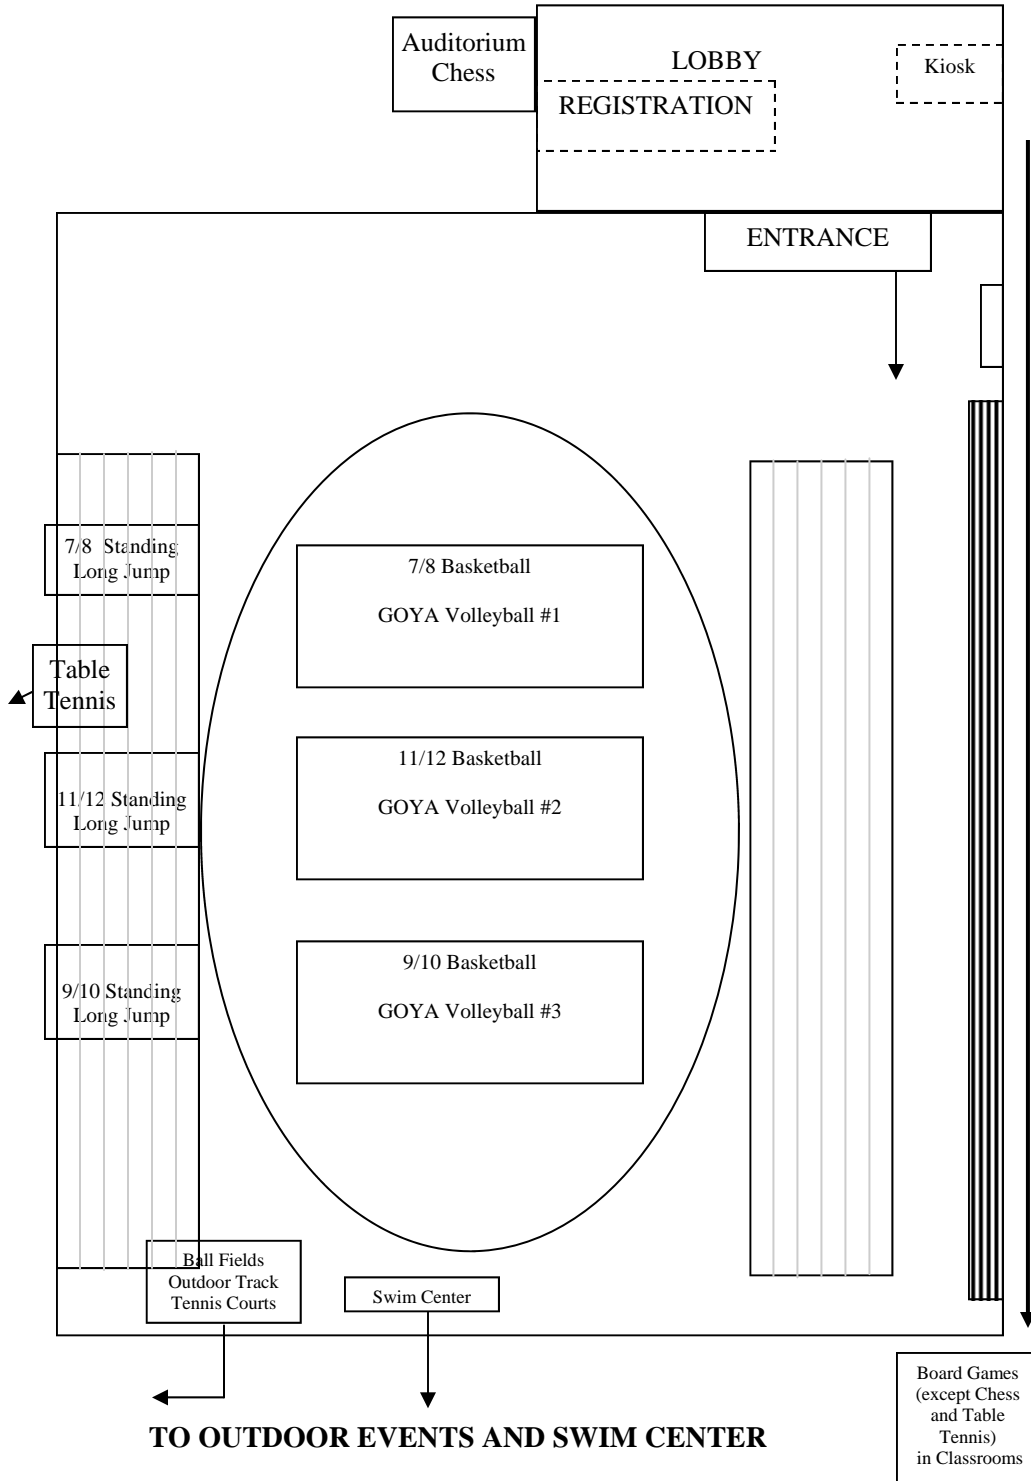 Auditorium
Chess
LOBBY
Kiosk
REGISTRATION
ENTRANCE
7/8 Standing
Long Jump
7/8 Basketball
GOYA Volleyball #1
Table
Tennis
11/12 Basketball
GOYA Volleyball #2
11/12 Standing
Long Jump
9/10 Basketball
GOYA Volleyball #3
9/10 Standing
Long Jump
Ball Fields
Outdoor Track
Tennis Courts
Swim Center
Board Games
(except Chess
and Table
Tennis)
in Classrooms
TO OUTDOOR EVENTS AND SWIM CENTER